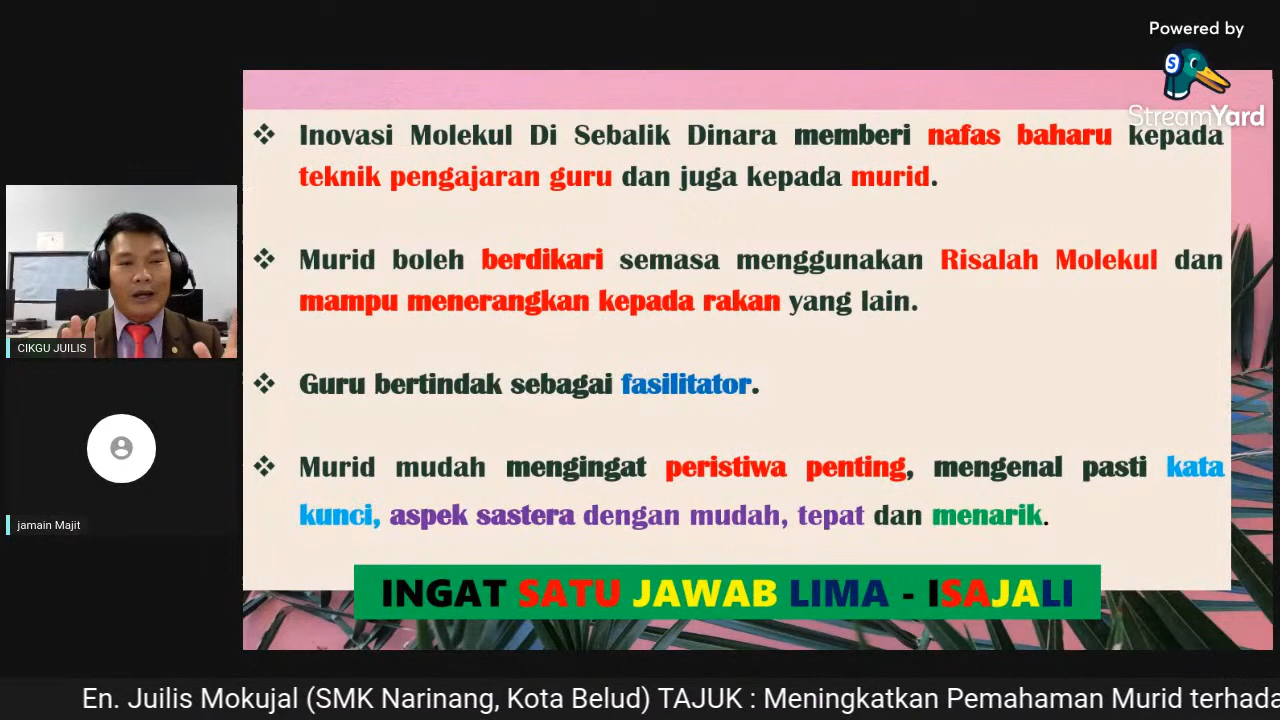 Powered by
StreamYard
❖ Inovasi Molekul Di Sebalik Dinara memberi nafas baharu kepada
teknik pengajaran guru dan juga kepada murid.
❖ Murid boleh berdikari semasa menggunakan Risalah Molekul dan
mampu menerangkan kepada rakan yang lain.
❖ Guru bertindak sebagai fasilitator.
❖ Murid mudah mengingat peristiwa penting, mengenal pasti kata
kunci, aspek sastera dengan mudah, tepat dan menarik.
INGAT SATU JAWAB LIMA - ISAJALI
CIKGU JUILIS
jamain Majit
En. Juilis Mokujal (SMK Narinang, Kota Belud) TAJUK : Meningkatkan Pemahaman Murid terhada